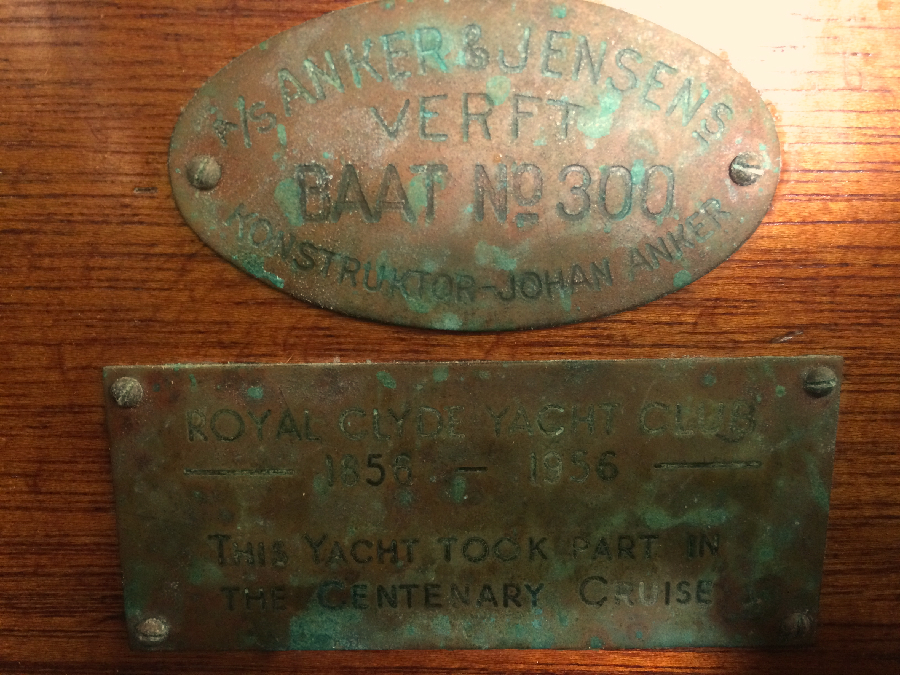 A/S ANKER & JENSENS
VERFT
BAAT No 300
KONSTRUKTOR-JOHAN ANKER
ROYAL CLYDE YACHT CLUB
1856 — 1956
THIS YACHT TOCK PART IN
THE CENTENARY CRUISE